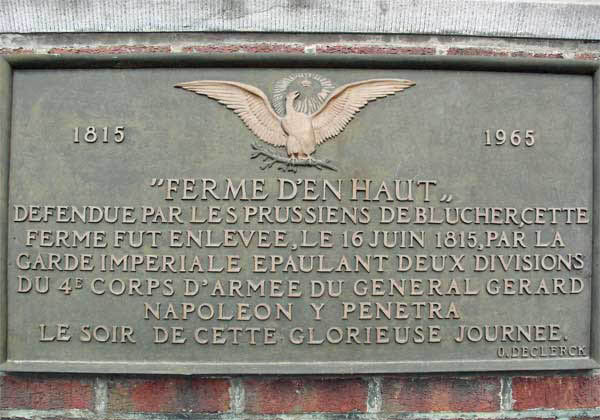 1815 1965
"FERME D'EN HAUT"
DEFENDUE PAR LES PRUSSIENS DE BLUCHER, CETTE
FERME FUT ENLEVEE, LE 16 JUIN 1815, PAR LA
GARDE IMPERIALE EPAULANT DEUX DIVISIONS
DU 4E CORPS D'ARMEE DU GENERAL GERARD
NAPOLEON Y PENETRA
LE SOIR DE CETTE GLORIEUSE JOURNEE.
O. DECLERCK